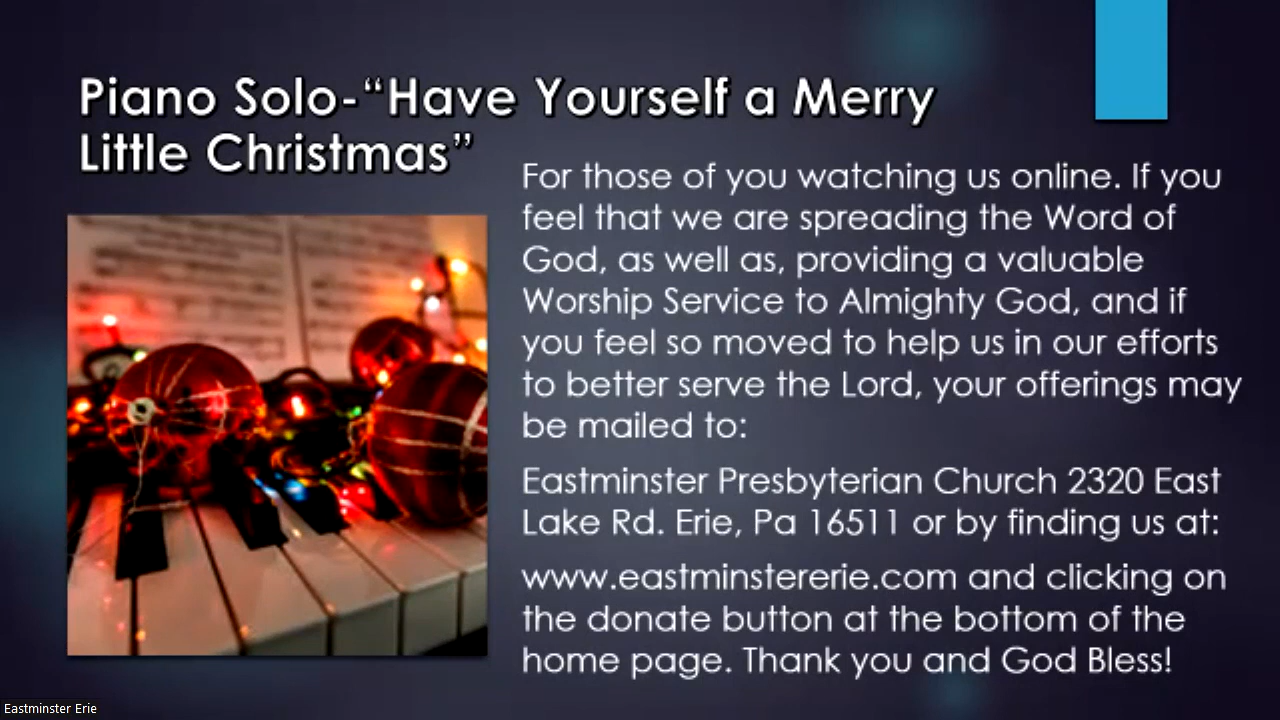 Piano Solo-“Have Yourself a Merry
Little Christmas”
For those of you watching us online. If you
feel that we are spreading the Word of
God, as well as, providing a valuable
Worship Service to Almighty God, and if
you feel so moved to help us in our efforts
to better serve the Lord, your offerings may
be mailed to:
Eastminster Presbyterian Church 2320 East
Lake Rd. Erie, Pa 16511 or by finding us at:
www.eastminstererie.com and clicking on
the donate button at the bottom of the
home page. Thank you and God Bless!
Eastminster Erie